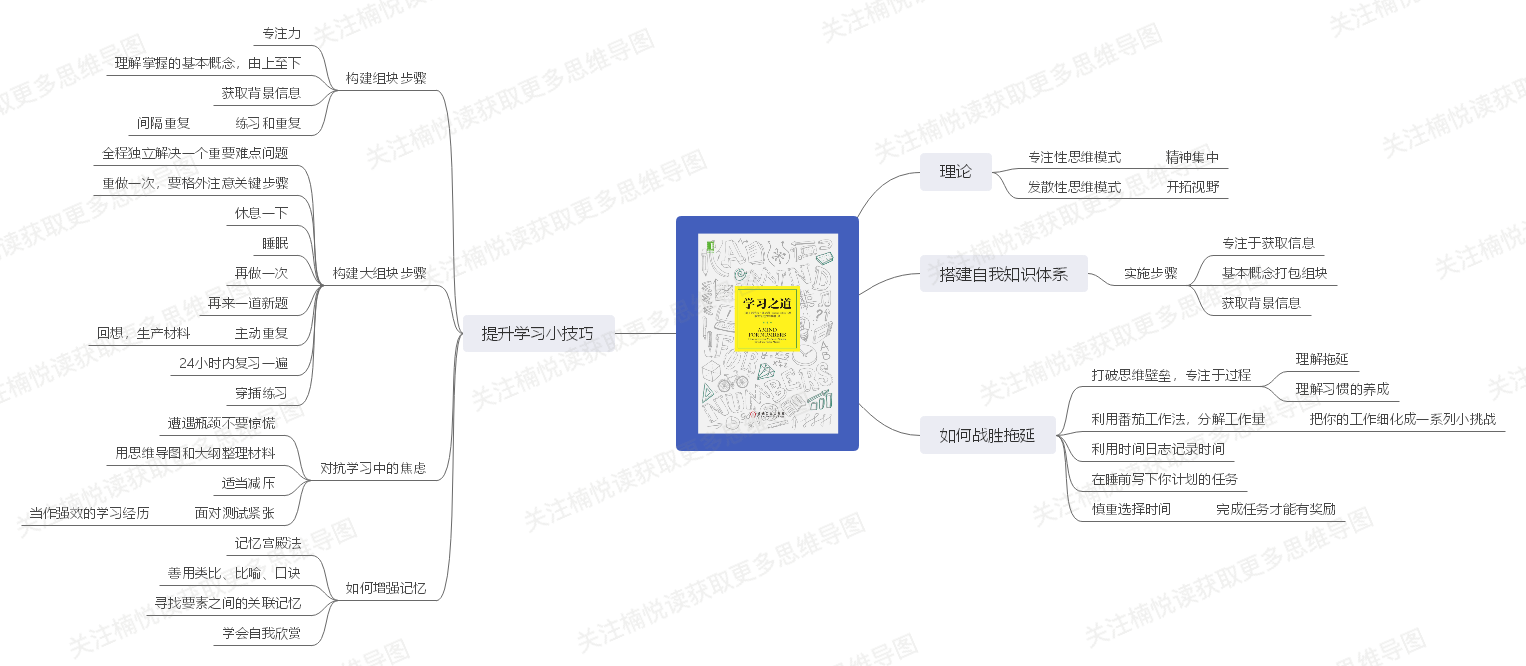 学习之道
A MIND
FOR NUMBERS
理论
专注性思维模式
精神集中
发散性思维模式
开拓视野
搭建自我知识体系
实施步骤
专注于获取信息
基本概念打包组块
获取背景信息
如何战胜拖延
打破思维壁垒，专注于过程
理解拖延
理解习惯的养成
利用番茄工作法，分解工作量
把你的工作细化成一系列小挑战
利用时间日志记录时间
在睡前写下你计划的任务
慎重选择时间
完成任务才能有奖励
提升学习小技巧
构建组块步骤
专注力
理解掌握的基本概念，由上至下
获取背景信息
练习和重复
间隔重复
构建大组块步骤
全程独立解决一个重要难点问题
重做一次，要格外注意关键步骤
休息一下
睡眠
再做一次
再来一道新题
主动重复
回想，生产材料
24小时内复习一遍
穿插练习
对抗学习中的焦虑
遭遇瓶颈不要惊慌
用思维导图和大纲整理材料
适当减压
面对测试紧张
当作强效的学习经历
如何增强记忆
记忆宫殿法
善用类比、比喻、口诀
寻找要素之间的关联记忆
学会自我欣赏
关注楠悦读获取更多思维导图